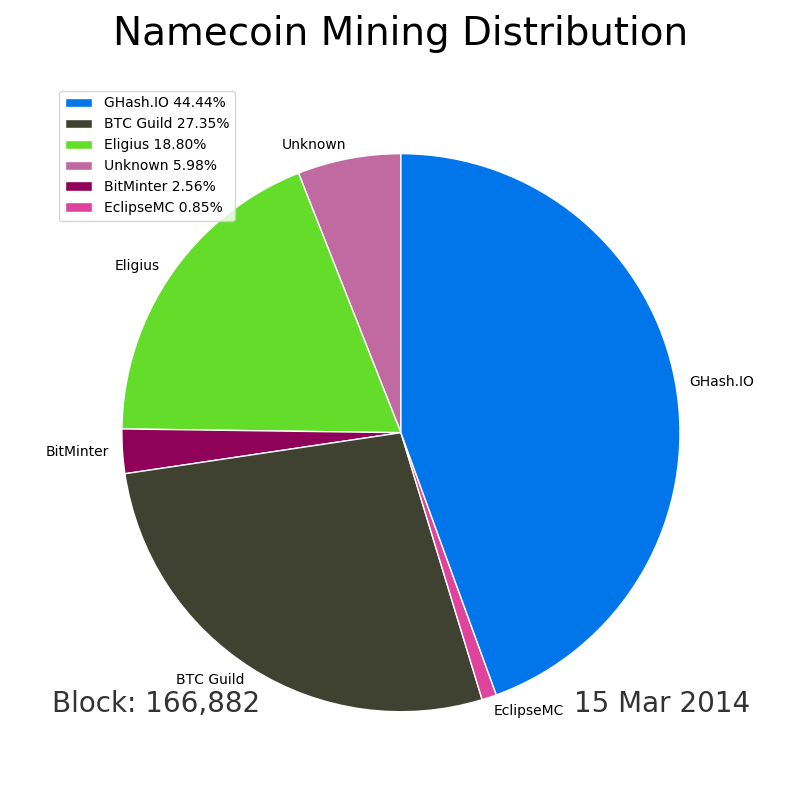 Namecoin Mining Distribution
GHash.IO 44.44%
BTC Guild 27.35%
Eligius 18.80%
Unknown 5.98%
BitMinter 2.56%
EclipseMC 0.85%
Unknown
Eligius
GHash.IO
BitMinter
BTC Guild
EclipseMC
Block: 166,882
15 Mar 2014